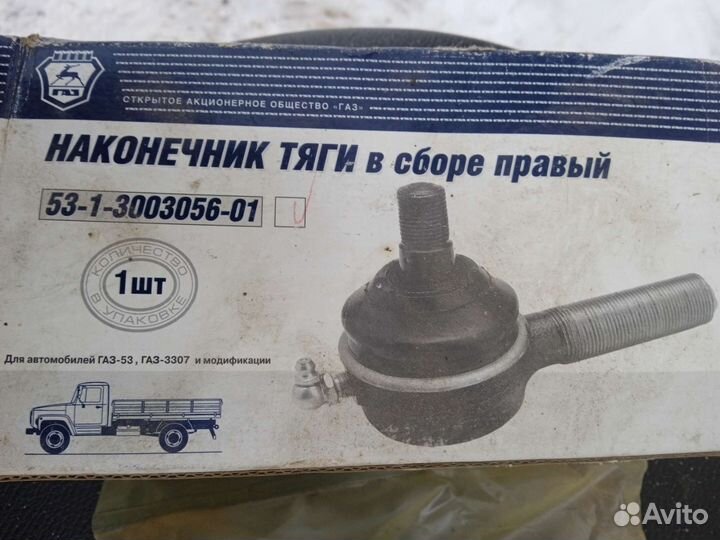 ГАЗ
ОТКРЫТОЕ АКЦИОНЕРНОЕ ОБЩЕСТВО «ГАЗ»
НАКОНЕЧНИК ТЯГИ в сборе правый
53-1-3003056-01
КОЛИЧЕСТВО
1шт
В УПАКОВКЕ
Для автомобилей ГАЗ-53, ГАЗ-3307 и модификации
Avito